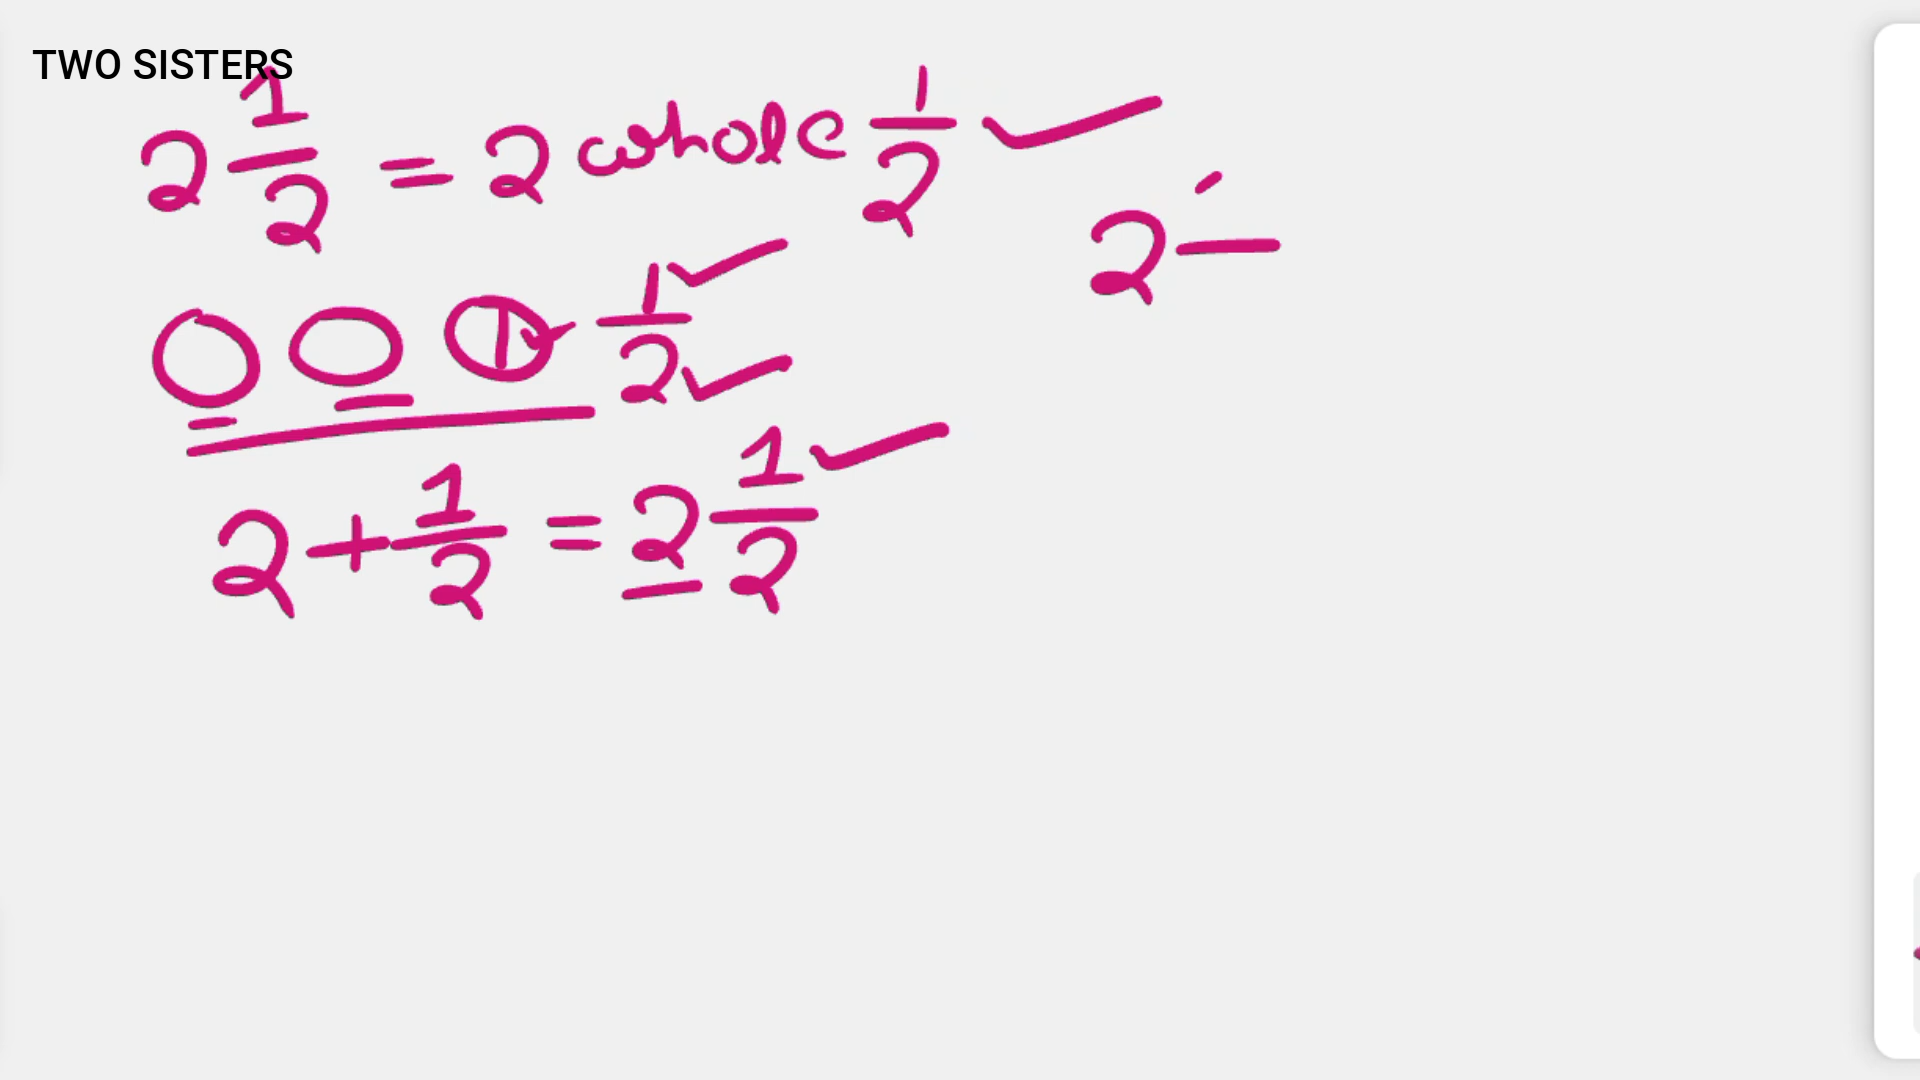 TWO SISTERS
2 1/2 = 2 whole 1/2
2 —
1/2
2 + 1/2 = 2 1/2